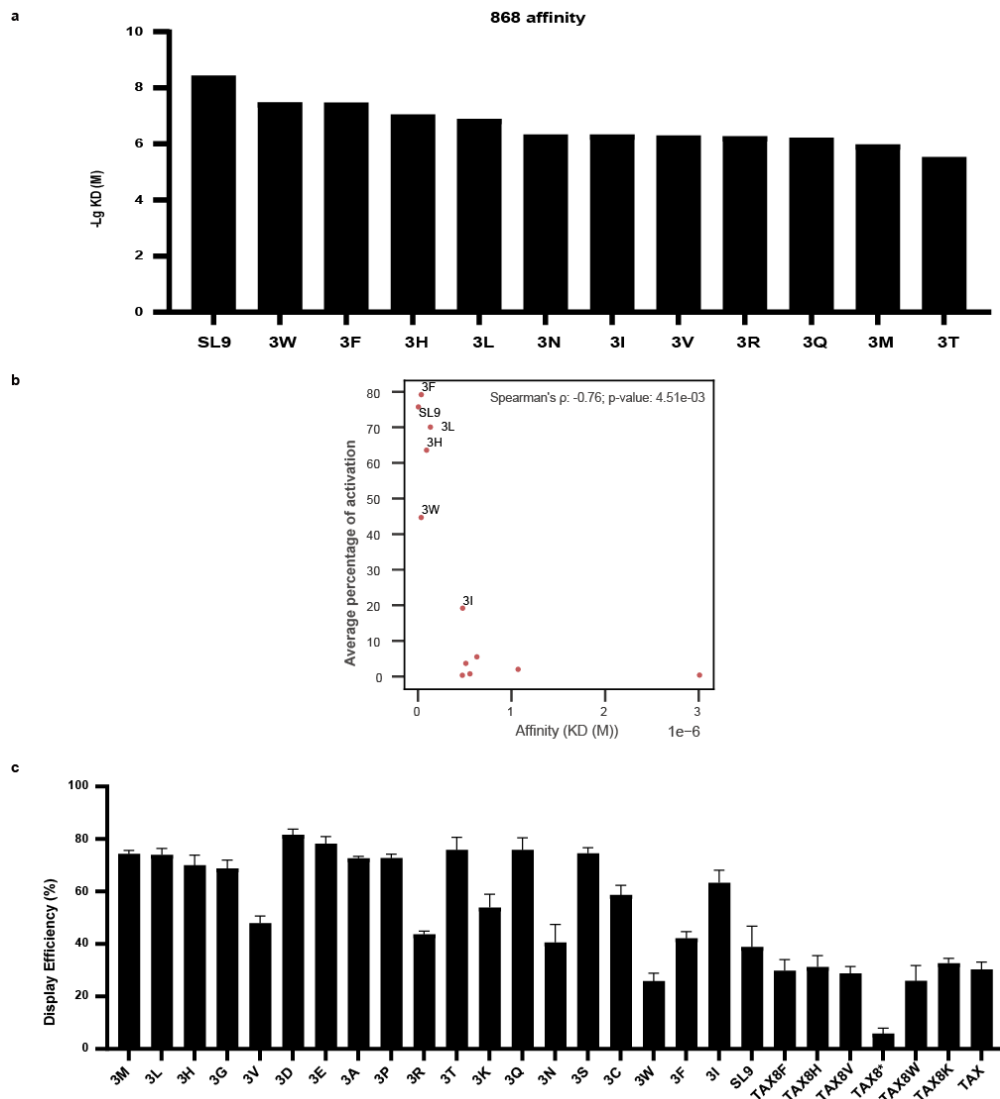 a
868 affinity
10
8
6
4
2
0
-Lg KD (M)
SL9 3W 3F 3H 3L 3N 3I 3V 3R 3Q 3M 3T
b
Spearman's ρ: -0.76; p-value: 4.51e-03
3F
SL9
3L
3H
3W
3I
80
70
60
50
40
30
20
10
0
Average percentage of activation
0 1 2 3
Affinity (KD (M))
1e−6
c
100
80
60
40
20
0
Display Efficiency (%)
3M 3L 3H 3G 3V 3D 3E 3A 3P 3R 3T 3K 3Q 3N 3S 3C 3W 3F 3I SL9 TAX8F TAX8H TAX8V TAX8* TAX8W TAX8K TAX